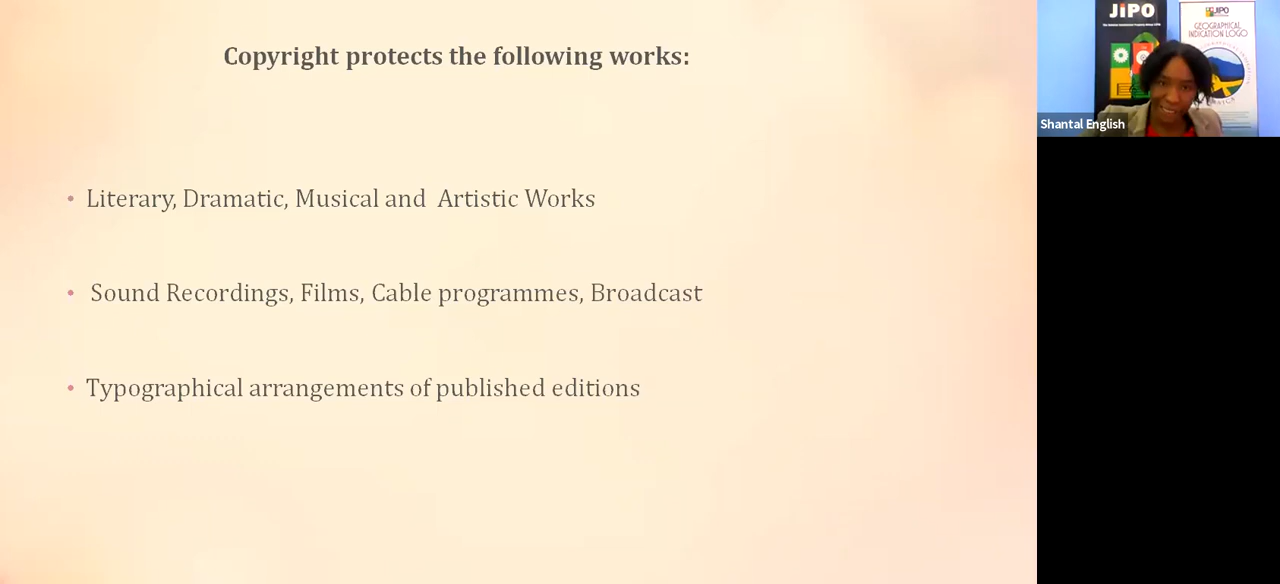 Copyright protects the following works:
• Literary, Dramatic, Musical and Artistic Works
• Sound Recordings, Films, Cable programmes, Broadcast
• Typographical arrangements of published editions
JIPO
JIPO
GEOGRAPHICAL
INDICATION LOGO
Shantal English